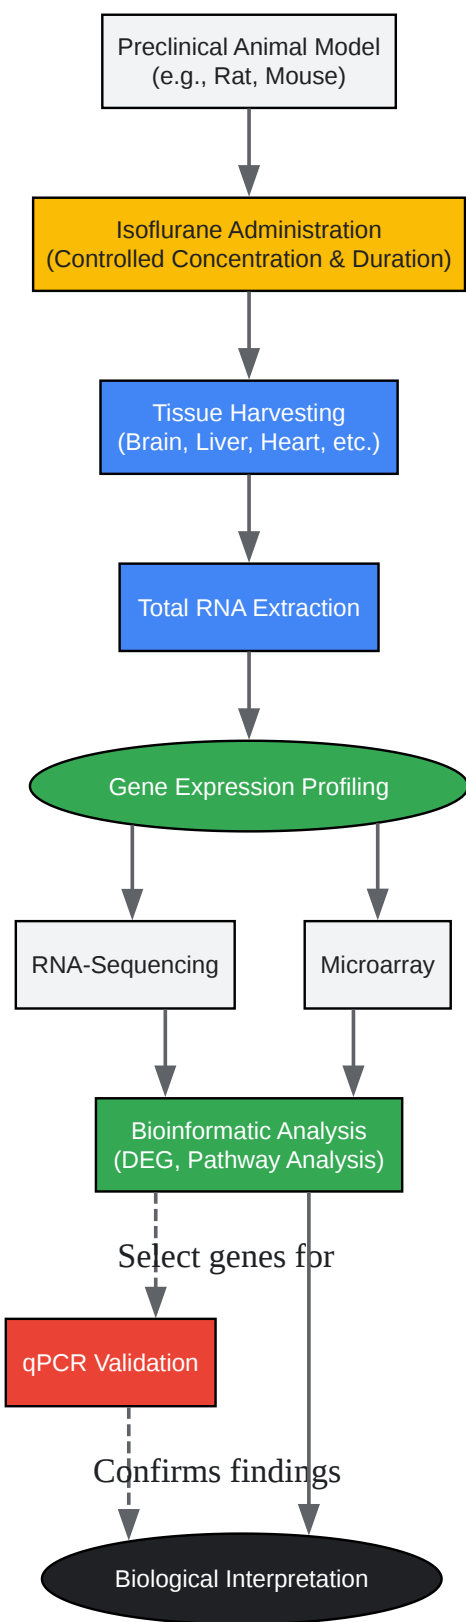 Preclinical Animal Model
(e.g., Rat, Mouse)
Isoflurane Administration
(Controlled Concentration & Duration)
Tissue Harvesting
(Brain, Liver, Heart, etc.)
Total RNA Extraction
Gene Expression Profiling
RNA-Sequencing
Microarray
Bioinformatic Analysis
(DEG, Pathway Analysis)
Select genes for
qPCR Validation
Confirms findings
Biological Interpretation